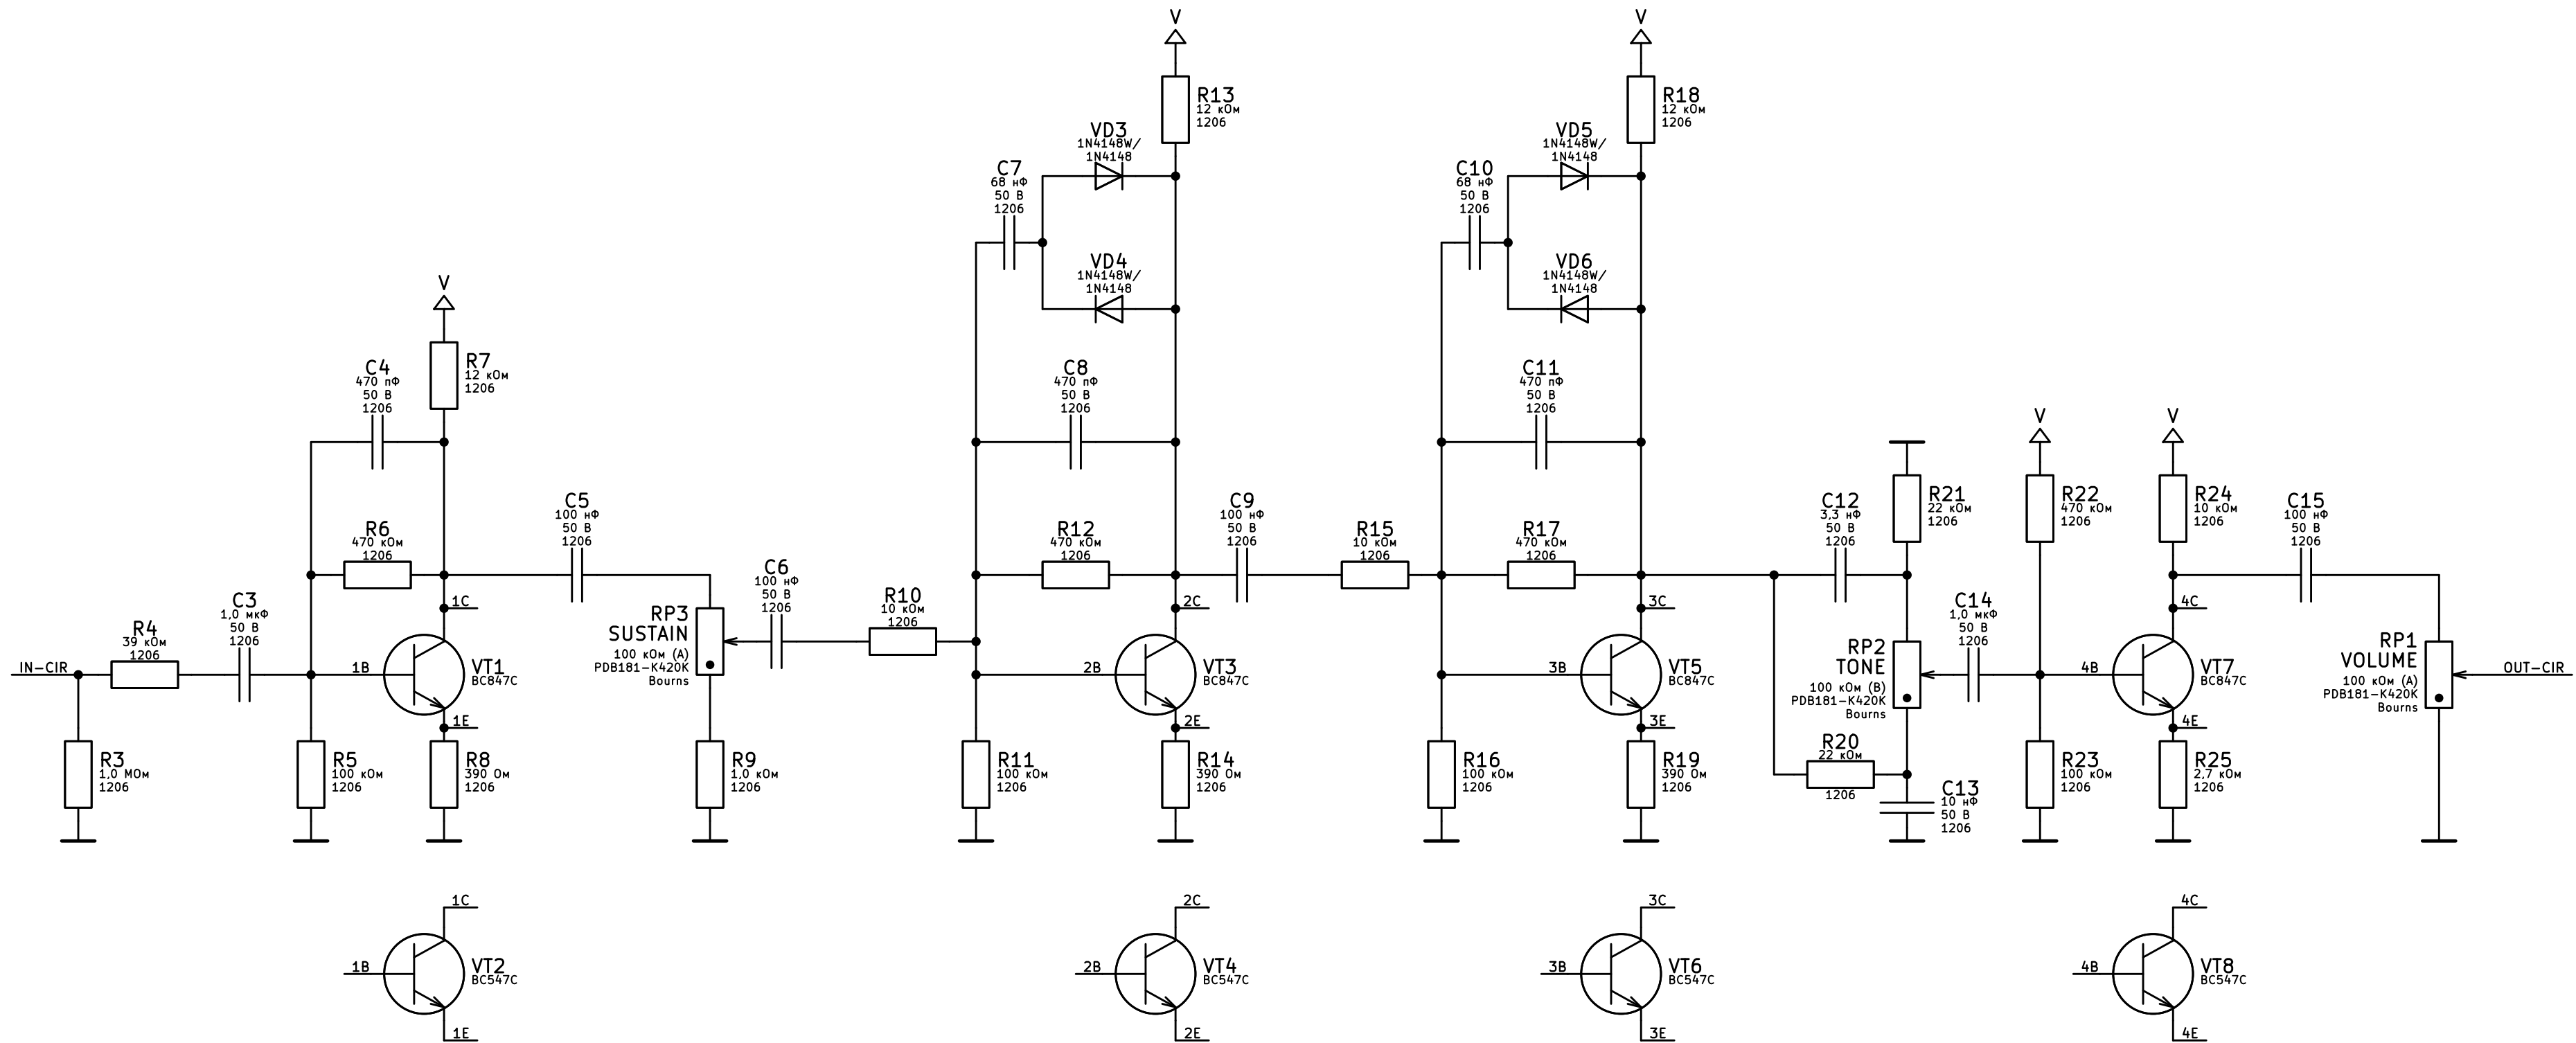 V
R13
12 кОм
1206
VD3
1N4148W/
1N4148
C7
68 нФ
50 В
1206
VD4
1N4148W/
1N4148
V
R18
12 кОм
1206
VD5
1N4148W/
1N4148
C10
68 нФ
50 В
1206
VD6
1N4148W/
1N4148
V
R7
12 кОм
1206
C4
470 пФ
50 В
1206
C8
470 пФ
50 В
1206
C11
470 пФ
50 В
1206
R6
470 кОм
1206
C5
100 нФ
50 В
1206
R12
470 кОм
1206
C9
100 нФ
50 В
1206
R15
10 кОм
1206
R17
470 кОм
1206
C12
3,3 нФ
50 В
1206
R21
22 кОм
1206
V
R22
470 кОм
1206
V
R24
10 кОм
1206
C15
100 нФ
50 В
1206
IN-CIR
R4
39 кОм
1206
C3
1,0 мкФ
50 В
1206
1B
1C
VT1
BC847C
1E
RP3
SUSTAIN
100 кОм (A)
PDB181-K420K
Bourns
C6
100 нФ
50 В
1206
R10
10 кОм
1206
2B
2C
VT3
BC847C
2E
3B
3C
VT5
BC847C
3E
RP2
TONE
100 кОм (B)
PDB181-K420K
Bourns
C14
1,0 мкФ
50 В
1206
4B
4C
VT7
BC847C
4E
RP1
VOLUME
100 кОм (A)
PDB181-K420K
Bourns
OUT-CIR
R3
1,0 МОм
1206
R5
100 кОм
1206
R8
390 Ом
1206
R9
1,0 кОм
1206
R11
100 кОм
1206
R14
390 Ом
1206
R16
100 кОм
1206
R19
390 Ом
1206
R20
22 кОм
1206
C13
10 нФ
50 В
1206
R23
100 кОм
1206
R25
2,7 кОм
1206
1C
1B
VT2
BC547C
1E
2C
2B
VT4
BC547C
2E
3C
3B
VT6
BC547C
3E
4C
4B
VT8
BC547C
4E